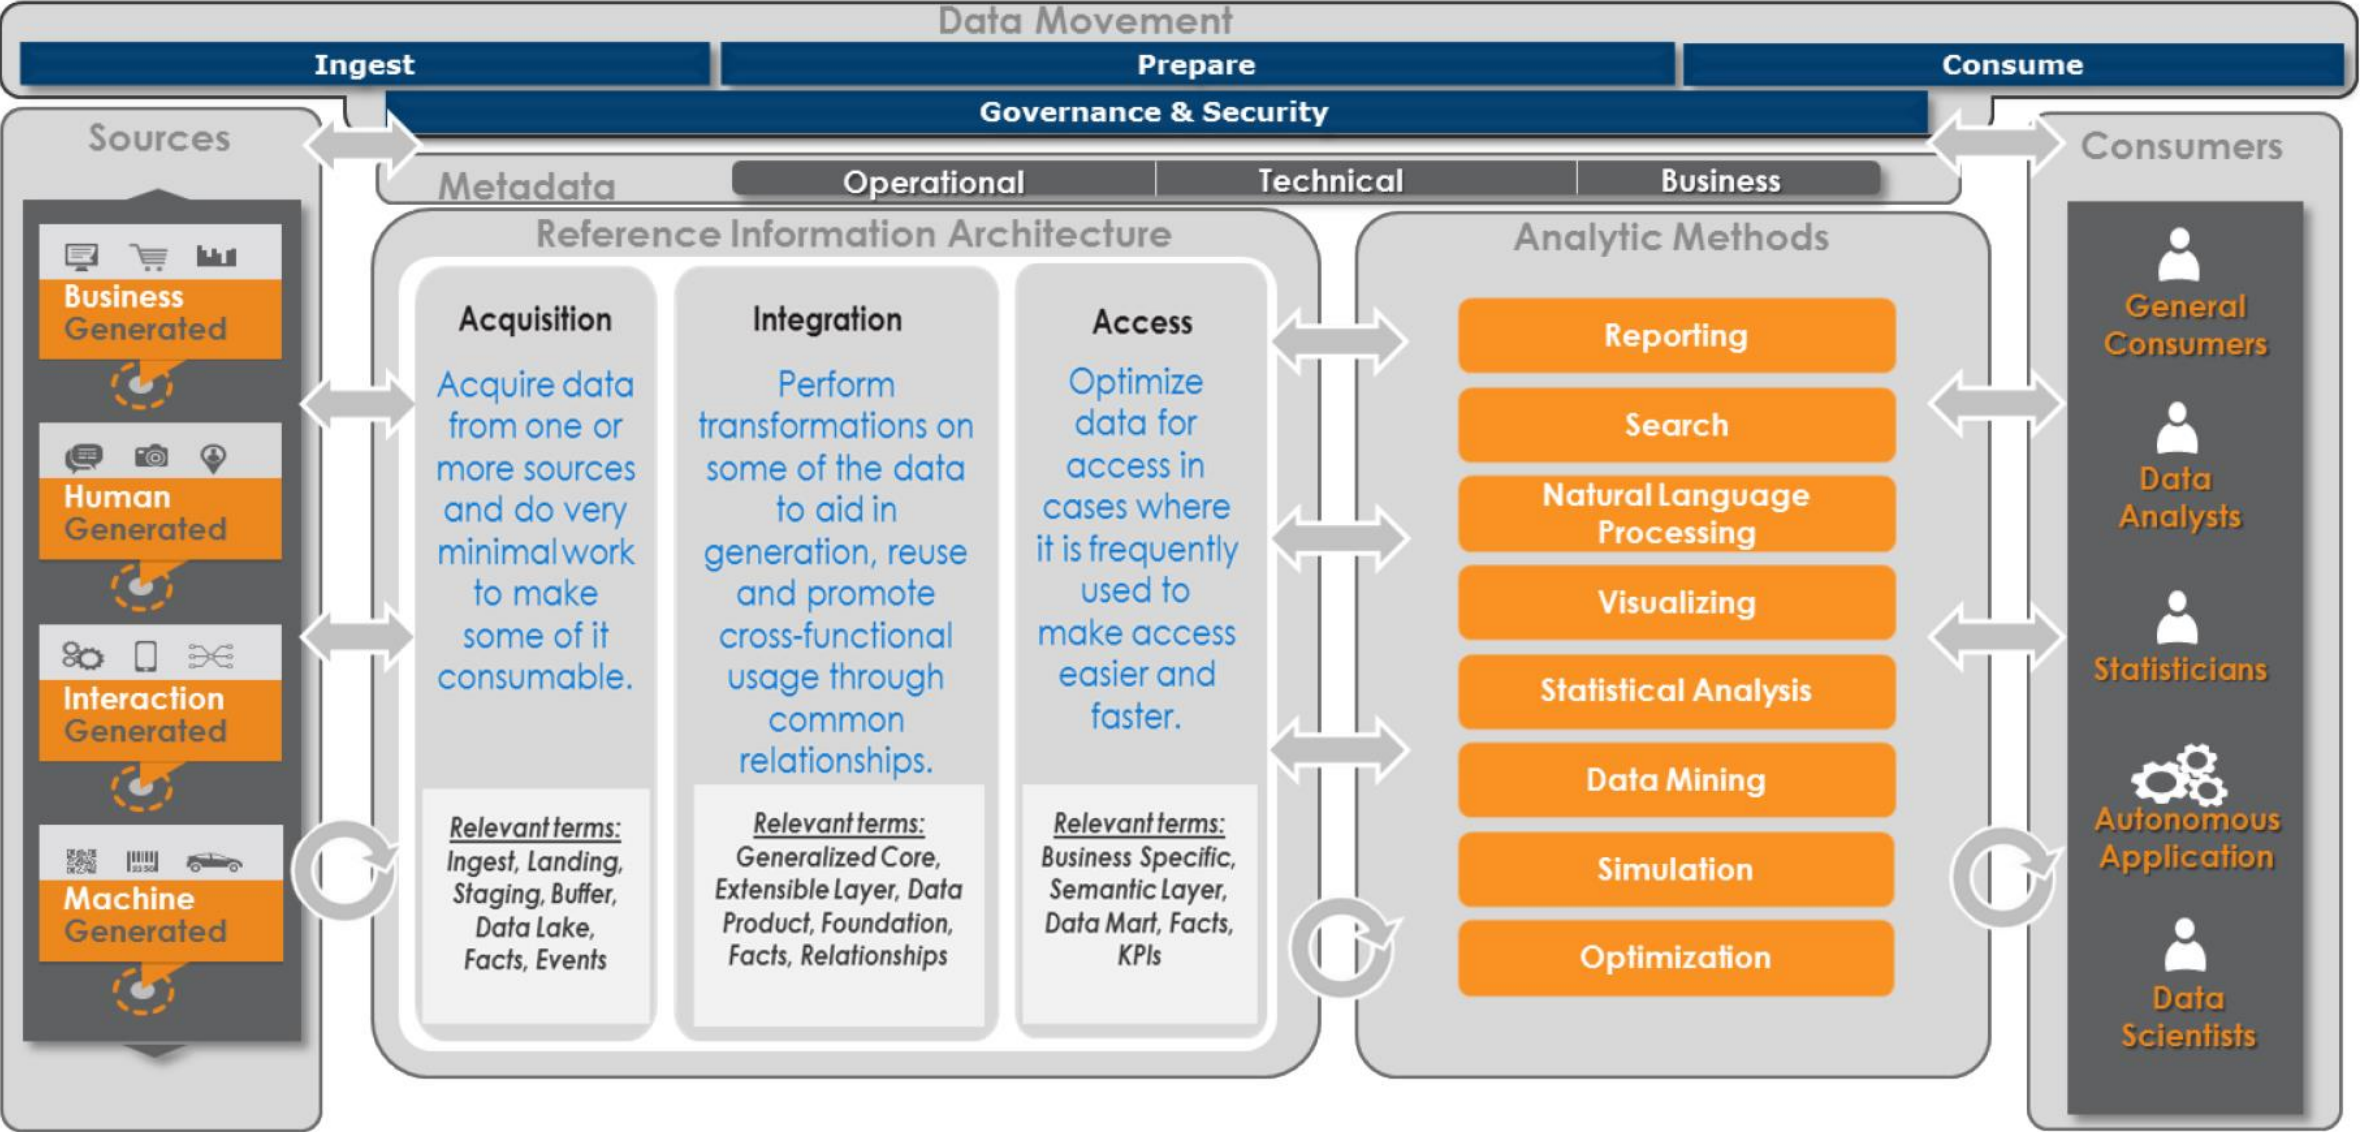 Data Movement
Ingest
Prepare
Consume
Governance & Security
Sources
Business
Generated
Human
Generated
Interaction
Generated
Machine
Generated
Metadata
Operational
Technical
Business
Reference Information Architecture
Acquisition
Acquire data
from one or
more sources
and do very
minimal work
to make
some of it
consumable.
Relevant terms:
Ingest, Landing,
Staging, Buffer,
Data Lake,
Facts, Events
Integration
Perform
transformations on
some of the data
to aid in
generation, reuse
and promote
cross-functional
usage through
common
relationships.
Relevant terms:
Generalized Core,
Extensible Layer, Data
Product, Foundation,
Facts, Relationships
Access
Optimize
data for
access in
cases where
it is frequently
used to
make access
easier and
faster.
Relevant terms:
Business Specific,
Semantic Layer,
Data Mart, Facts,
KPIs
Analytic Methods
Reporting
Search
Natural Language
Processing
Visualizing
Statistical Analysis
Data Mining
Simulation
Optimization
Consumers
General
Consumers
Data
Analysts
Statisticians
Autonomous
Application
Data
Scientists